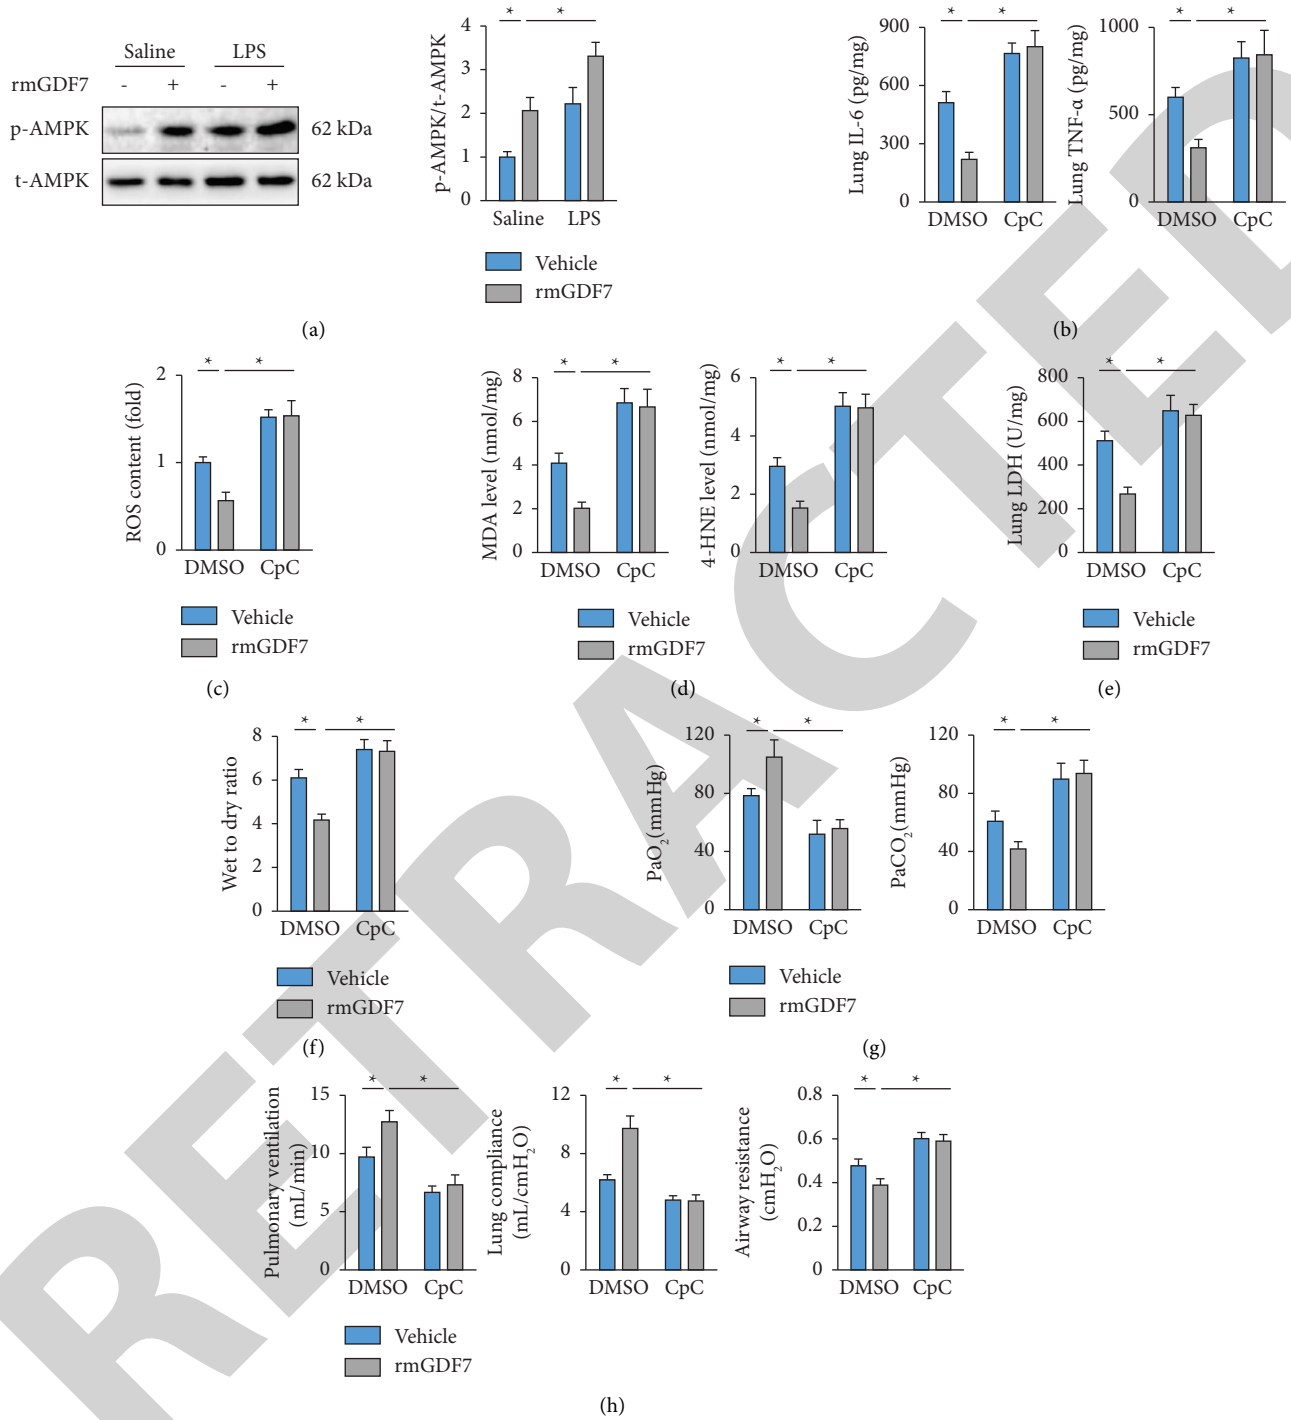 Saline LPS
rmGDF7 - + - +
p-AMPK 62 kDa
t-AMPK 62 kDa
p-AMPK/t-AMPK
4
3
2
1
0
* *
Saline LPS
Vehicle
rmGDF7
(a)
Lung IL-6 (pg/mg)
900
600
300
0
* *
DMSO CpC
Lung TNF-α (pg/mg)
1000
500
0
* *
DMSO CpC
(b)
ROS content (fold)
2
1
0
* *
DMSO CpC
Vehicle
rmGDF7
(c)
MDA level (nmol/mg)
8
6
4
2
0
* *
DMSO CpC
4-HNE level (nmol/mg)
6
4
2
0
* *
DMSO CpC
Vehicle
rmGDF7
(d)
Lung LDH (U/mg)
800
600
400
200
0
* *
DMSO CpC
Vehicle
rmGDF7
(e)
Wet to dry ratio
8
6
4
2
0
* *
DMSO CpC
Vehicle
rmGDF7
(f)
PaO₂(mmHg)
120
80
40
0
* *
DMSO CpC
PaCO₂(mmHg)
120
80
40
0
* *
DMSO CpC
Vehicle
rmGDF7
(g)
Pulmonary ventilation
(mL/min)
15
10
5
0
* *
DMSO CpC
Lung compliance
(mL/cmH₂O)
12
8
4
0
* *
DMSO CpC
Airway resistance
(cmH₂O)
0.8
0.6
0.4
0.2
0
* *
DMSO CpC
Vehicle
rmGDF7
(h)
RETRACTED